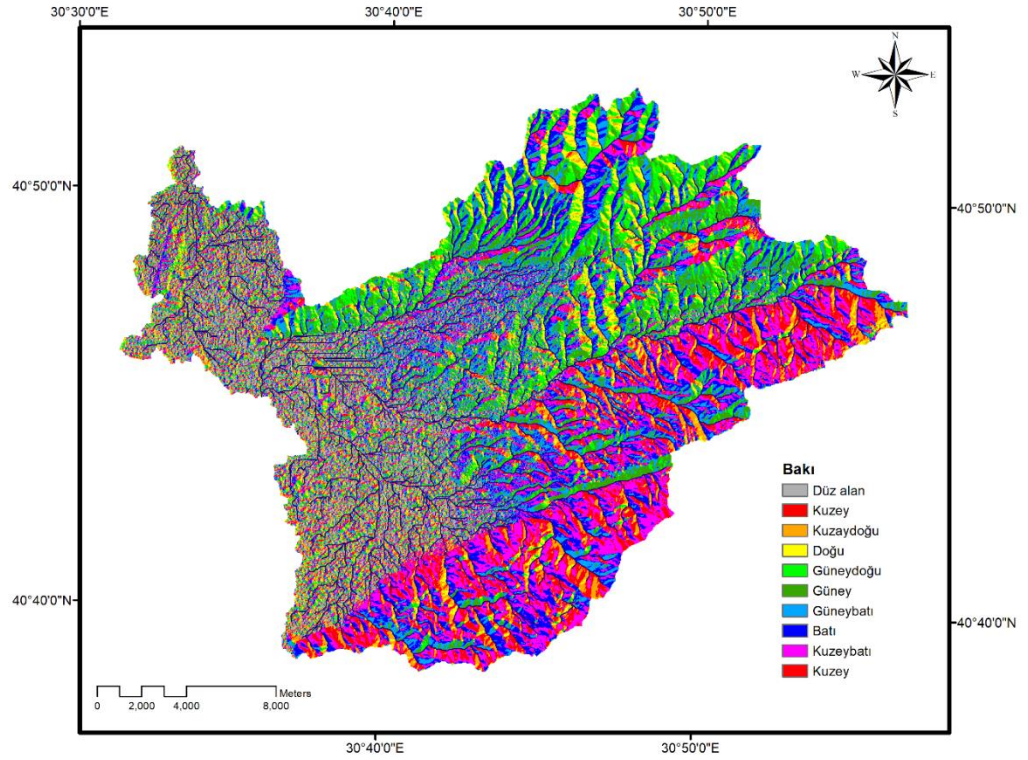 30°30'0"E 30°40'0"E 30°50'0"E
N
W E
S
40°50'0"N
40°50'0"N
Bakı
Düz alan
Kuzey
Kuzaydoğu
Doğu
Güneydoğu
Güney
Güneybatı
Batı
Kuzeybatı
Kuzey
40°40'0"N
40°40'0"N
Meters
0 2,000 4,000 8,000
30°40'0"E 30°50'0"E